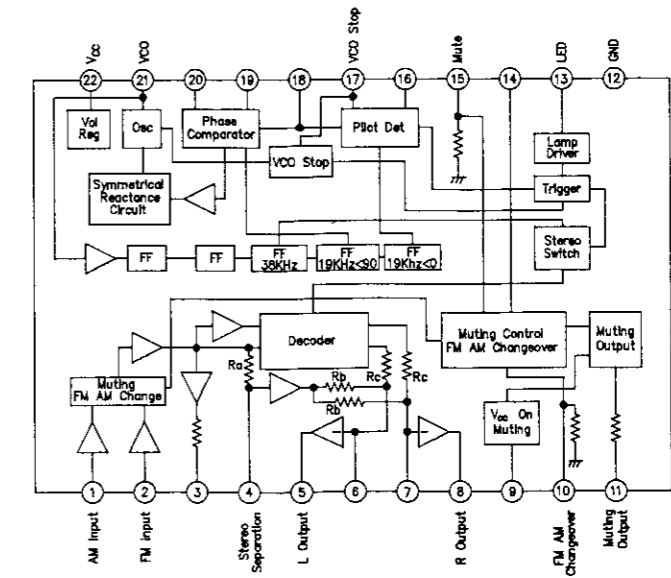 Vcc
VCO
VCO Stop
Mute
LED
GND
22
21
20
19
18
17
16
15
14
13
12
Vol
Reg
Osc
Phase
Comparator
Pilot Det
Lamp
Driver
VCO Stop
Symmetrical
Reactance
Circuit
Trigger
Stereo
Switch
FF
FF
FF
38KHz
FF
19KHz<90
FF
19Khz<0
Decoder
Muting Control
FM AM Changeover
Muting
Output
Ra
Rb
Rc
Rc
Rb
Muting
FM AM Change
Vcc On
Muting
1
2
3
4
5
6
7
8
9
10
11
AM Input
FM input
Stereo
Separation
L Output
R Output
FM AM
Changeover
Muting
Output